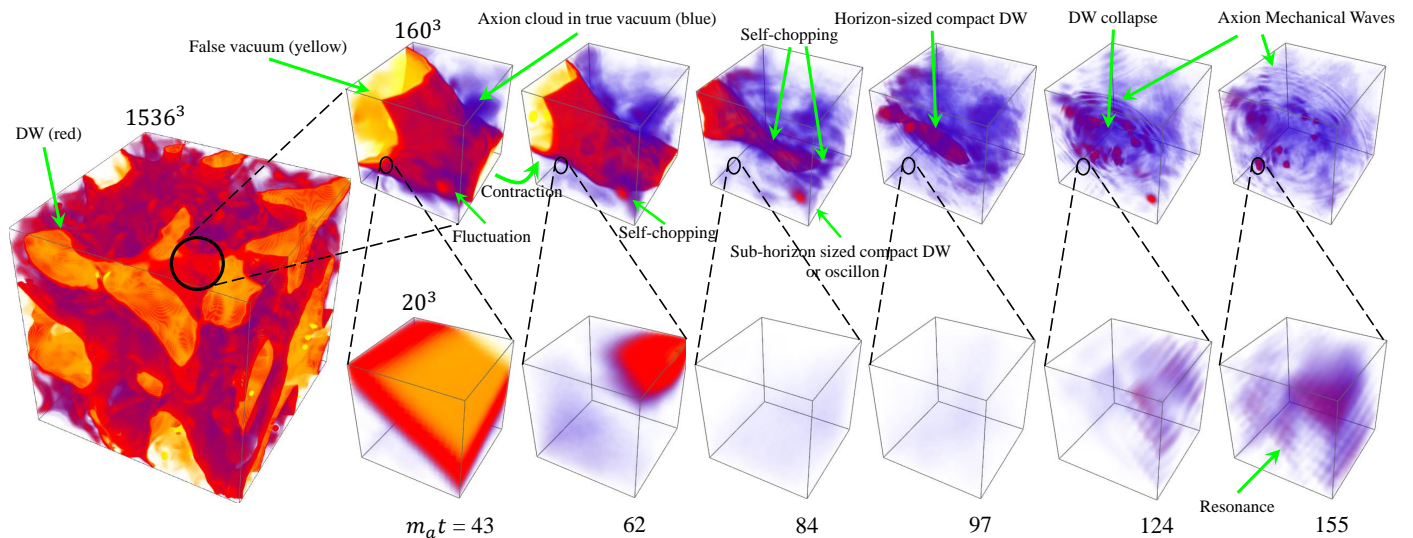 Axion cloud in true vacuum (blue)
Horizon-sized compact DW
DW collapse
Axion Mechanical Waves
False vacuum (yellow)
160³
Self-chopping
DW (red)
1536³
Contraction
Fluctuation
Self-chopping
Sub-horizon sized compact DW
or oscillon
20³
Resonance
mₐt = 43
62
84
97
124
155